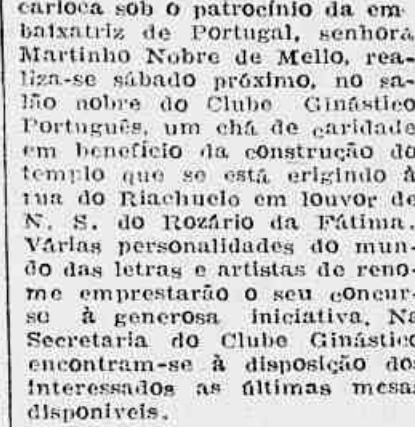 carioca sob o patrocínio da em-
baixatriz de Portugal, senhora
Martinho Nobre de Mello, rea-
liza-se sábado próximo, no sa-
lão nobre do Clube Ginástico
Português, um chá de caridade
em benefício da construção do
templo que se está erigindo à
rua do Riachuelo em louvor de
N. S. do Rozário da Fátima.
Várias personalidades do mun-
do das letras e artistas de reno-
me emprestarão o seu concur-
so à generosa iniciativa. Na
Secretaria do Clube Ginástico
encontram-se à disposição dos
interessados as últimas mesas
disponiveis.